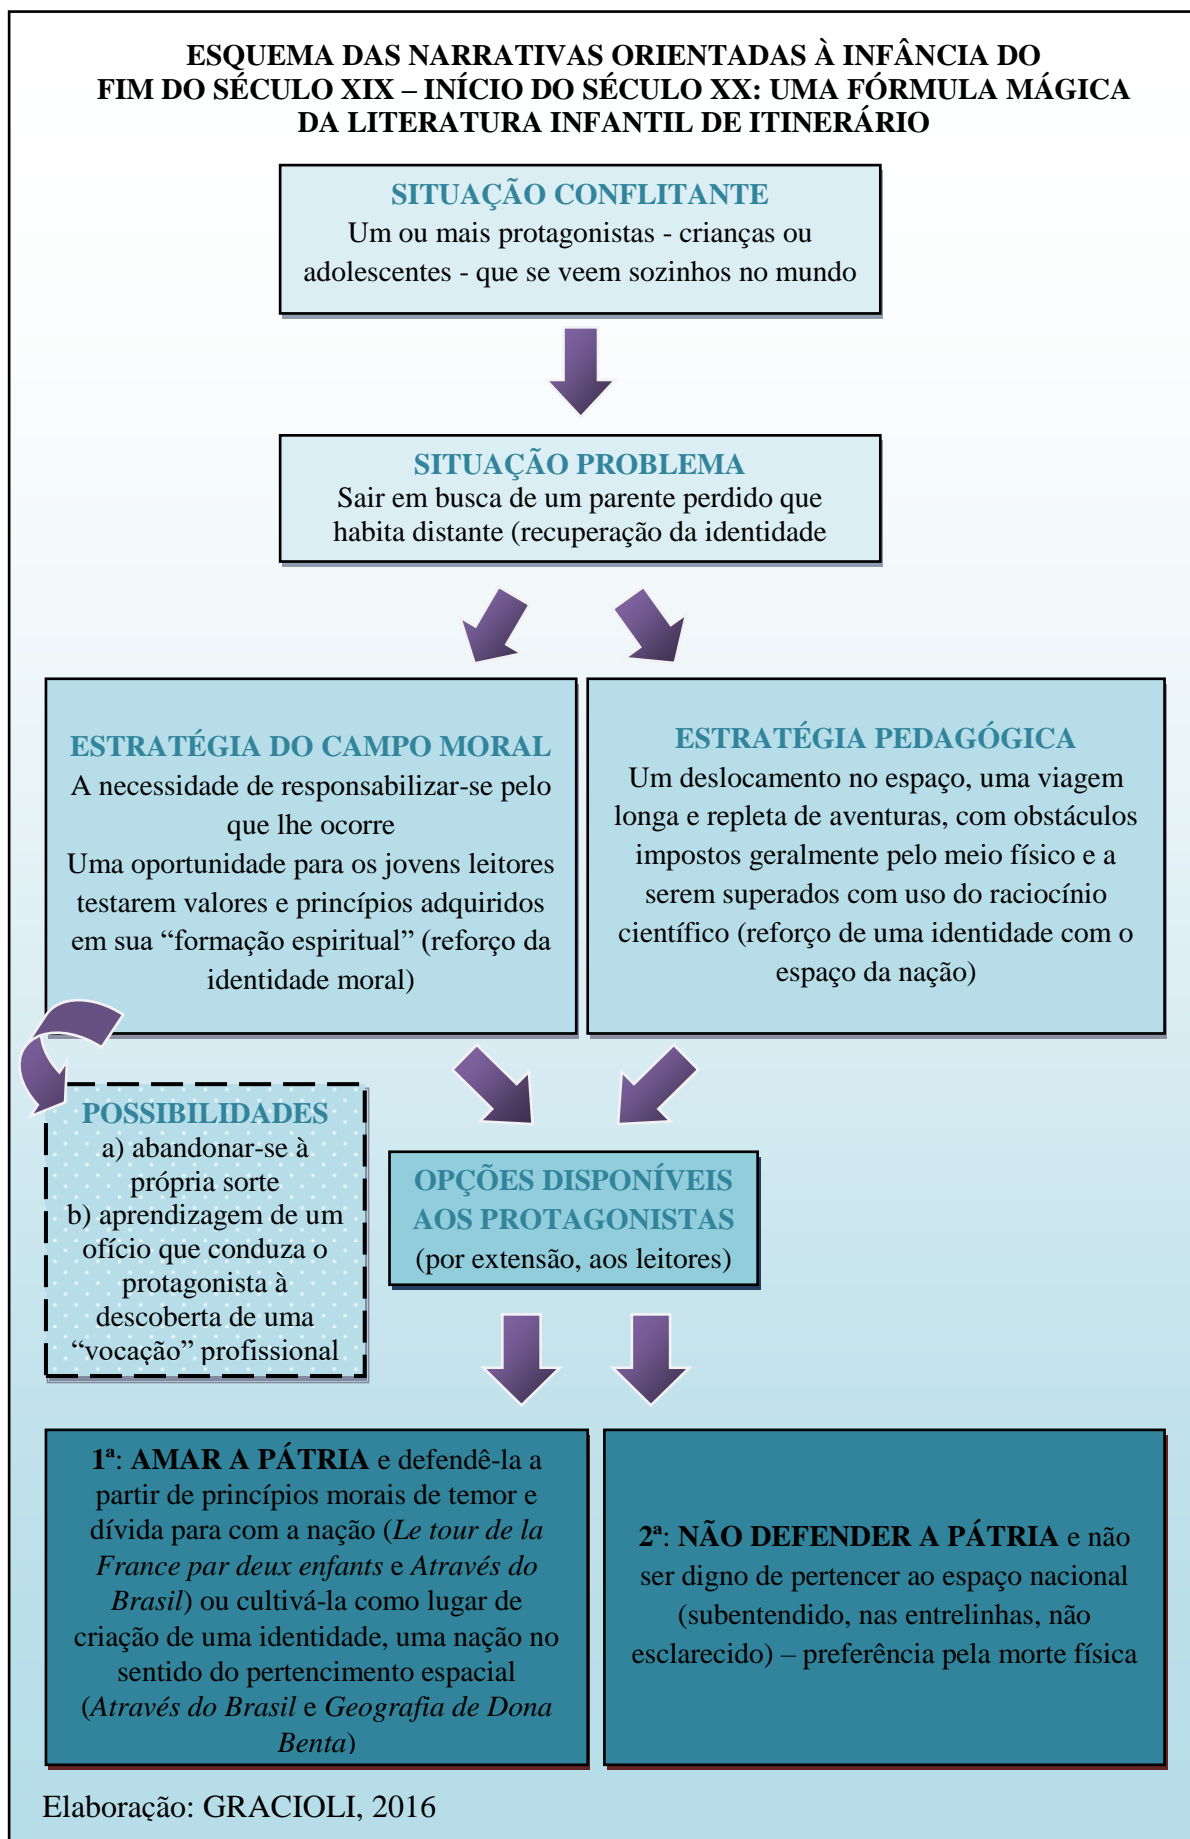 ESQUEMA DAS NARRATIVAS ORIENTADAS À INFÂNCIA DO
FIM DO SÉCULO XIX – INÍCIO DO SÉCULO XX: UMA FÓRMULA MÁGICA
DA LITERATURA INFANTIL DE ITINERÁRIO
SITUAÇÃO CONFLITANTE
Um ou mais protagonistas - crianças ou
adolescentes - que se veem sozinhos no mundo
SITUAÇÃO PROBLEMA
Sair em busca de um parente perdido que
habita distante (recuperação da identidade
ESTRATÉGIA DO CAMPO MORAL
A necessidade de responsabilizar-se pelo
que lhe ocorre
Uma oportunidade para os jovens leitores
testarem valores e princípios adquiridos
em sua “formação espiritual” (reforço da
identidade moral)
ESTRATÉGIA PEDAGÓGICA
Um deslocamento no espaço, uma viagem
longa e repleta de aventuras, com obstáculos
impostos geralmente pelo meio físico e a
serem superados com uso do raciocínio
científico (reforço de uma identidade com o
espaço da nação)
POSSIBILIDADES
a) abandonar-se à
própria sorte
b) aprendizagem de um
ofício que conduza o
protagonista à
descoberta de uma
“vocação” profissional
OPÇÕES DISPONÍVEIS
AOS PROTAGONISTAS
(por extensão, aos leitores)
1ª: AMAR A PÁTRIA e defendê-la a
partir de princípios morais de temor e
dívida para com a nação (Le tour de la
France par deux enfants e Através do
Brasil) ou cultivá-la como lugar de
criação de uma identidade, uma nação no
sentido do pertencimento espacial
(Através do Brasil e Geografia de Dona
Benta)
2ª: NÃO DEFENDER A PÁTRIA e não
ser digno de pertencer ao espaço nacional
(subentendido, nas entrelinhas, não
esclarecido) – preferência pela morte física
Elaboração: GRACIOLI, 2016